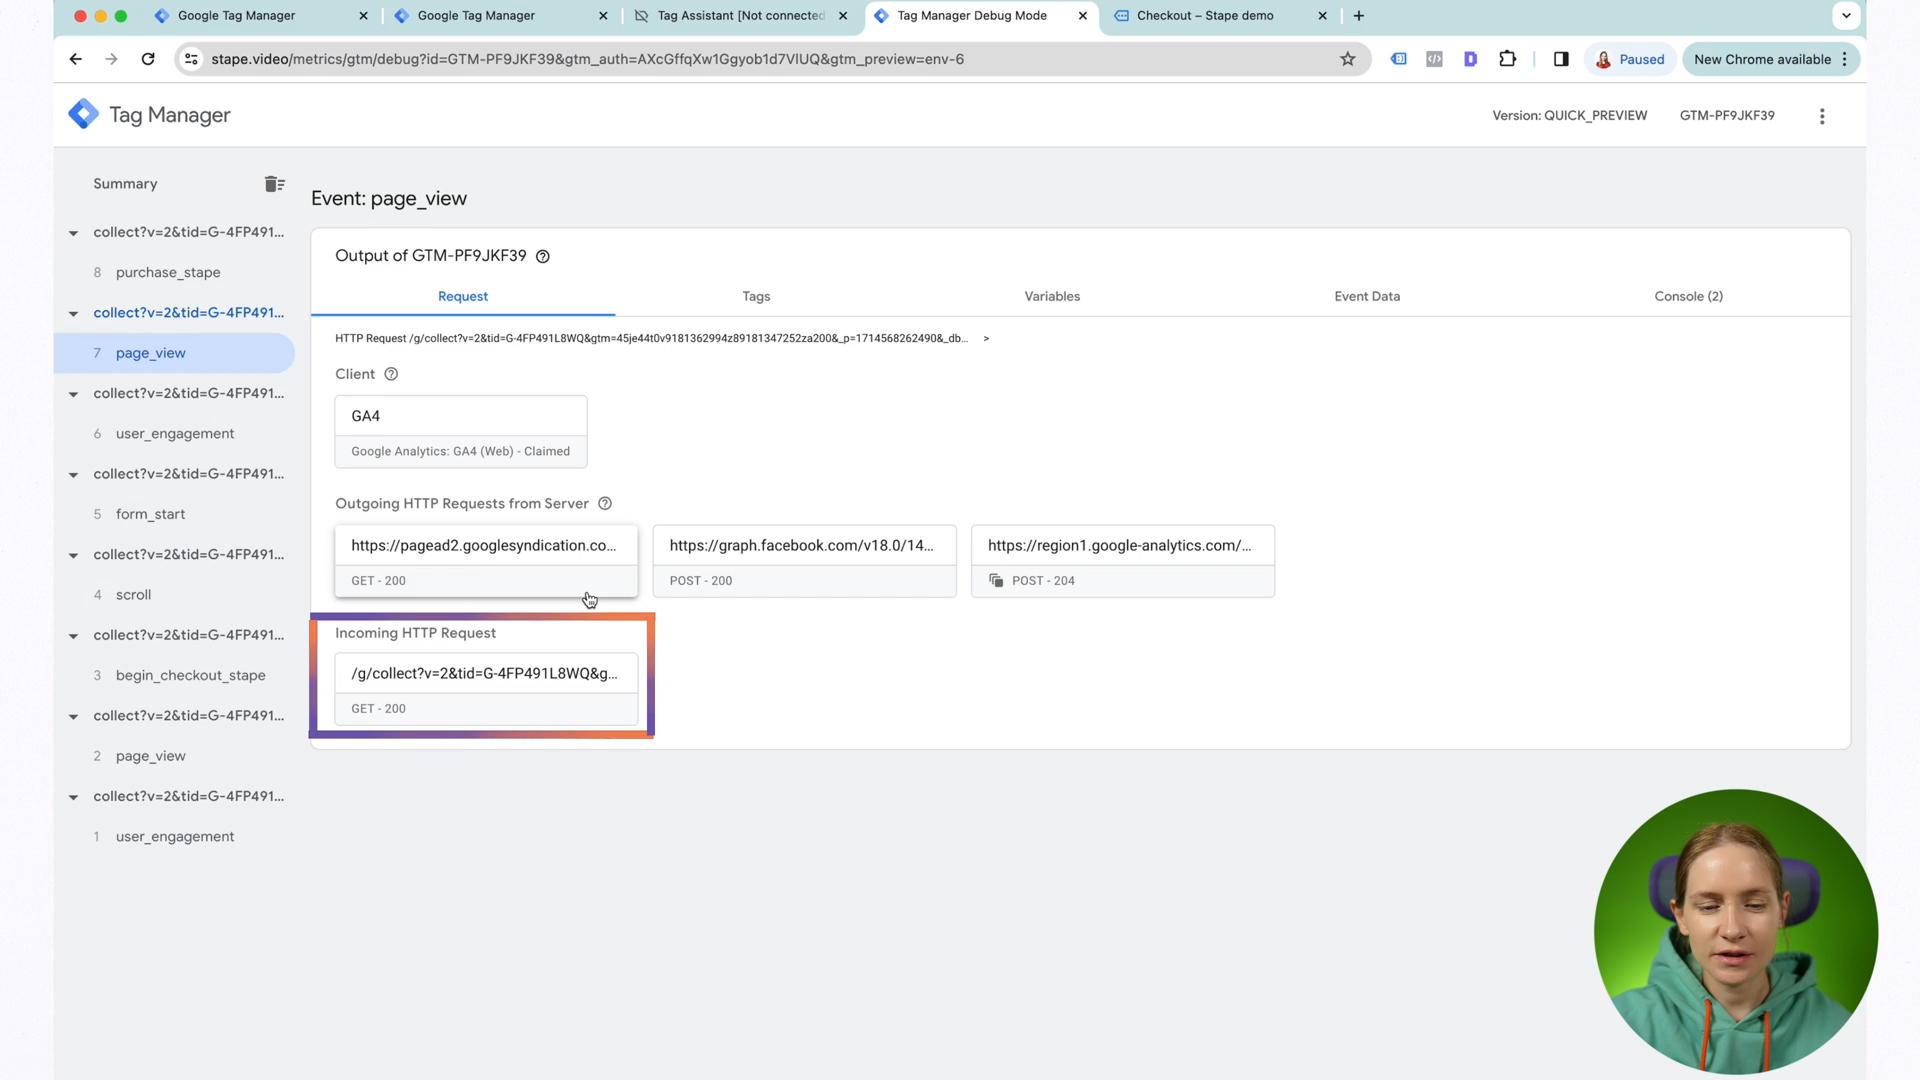 Google Tag Manager
Google Tag Manager
Tag Assistant [Not connected
Tag Manager Debug Mode
Checkout – Stape demo
stape.video/metrics/gtm/debug?id=GTM-PF9JKF39&gtm_auth=AXcGffqXw1Ggyob1d7VlUQ&gtm_preview=env-6
Paused
New Chrome available
Tag Manager
Version: QUICK_PREVIEW
GTM-PF9JKF39
Summary
collect?v=2&tid=G-4FP491...
8 purchase_stape
collect?v=2&tid=G-4FP491...
7 page_view
collect?v=2&tid=G-4FP491...
6 user_engagement
collect?v=2&tid=G-4FP491...
5 form_start
collect?v=2&tid=G-4FP491...
4 scroll
collect?v=2&tid=G-4FP491...
3 begin_checkout_stape
collect?v=2&tid=G-4FP491...
2 page_view
collect?v=2&tid=G-4FP491...
1 user_engagement
Event: page_view
Output of GTM-PF9JKF39
Request
Tags
Variables
Event Data
Console (2)
HTTP Request /g/collect?v=2&tid=G-4FP491L8WQ&gtm=45je44t0v9181362994z89181347252za200&_p=1714568262490&_db... >
Client
GA4
Google Analytics: GA4 (Web) - Claimed
Outgoing HTTP Requests from Server
https://pagead2.googlesyndication.co...
GET - 200
https://graph.facebook.com/v18.0/14...
POST - 200
https://region1.google-analytics.com/...
POST - 204
Incoming HTTP Request
/g/collect?v=2&tid=G-4FP491L8WQ&g...
GET - 200